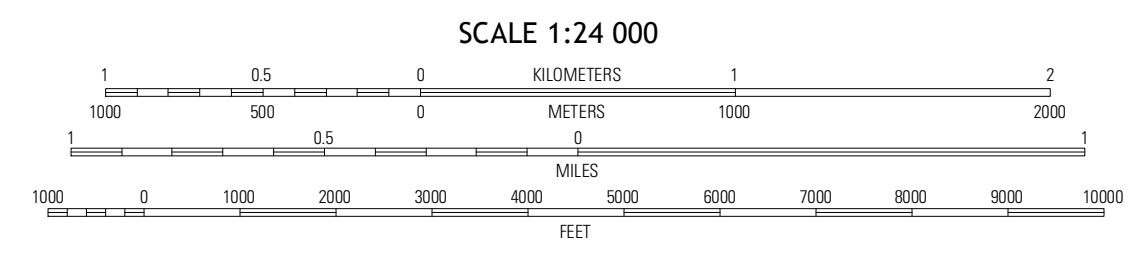 SCALE 1:24 000
1 0.5 0 KILOMETERS 1 2
1000 500 0 METERS 1000 2000
1 0.5 0 1
MILES
1000 0 1000 2000 3000 4000 5000 6000 7000 8000 9000 10000
FEET